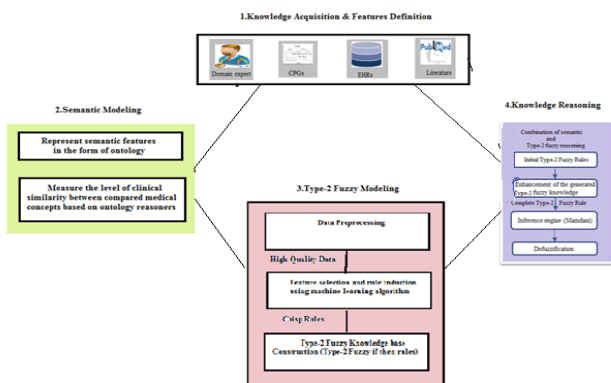 1.Knowledge Acquisition & Features Definition
PubMed
Domain expert
CPGs
EHRs
Literature
2.Semantic Modeling
Represent semantic features
in the form of ontology
Measure the level of clinical
similarity between compared medical
concepts based on ontology reasoners
3.Type-2 Fuzzy Modeling
Data Preprocessing
High Quality Data
Feature selection and rule induction
using machine learning algorithm
Crisp Rules
Type-2 Fuzzy Knowledge base
Construction (Type-2 Fuzzy if then rules)
4.Knowledge Reasoning
Combination of semantic
and
Type-2 fuzzy reasoning.
Initial Type-2 Fuzzy Rules
Enhancement of the generated
Type-2 fuzzy knowledge
Complete Type-2 Fuzzy Rule
Inference engine (Mamdani)
Defuzzification